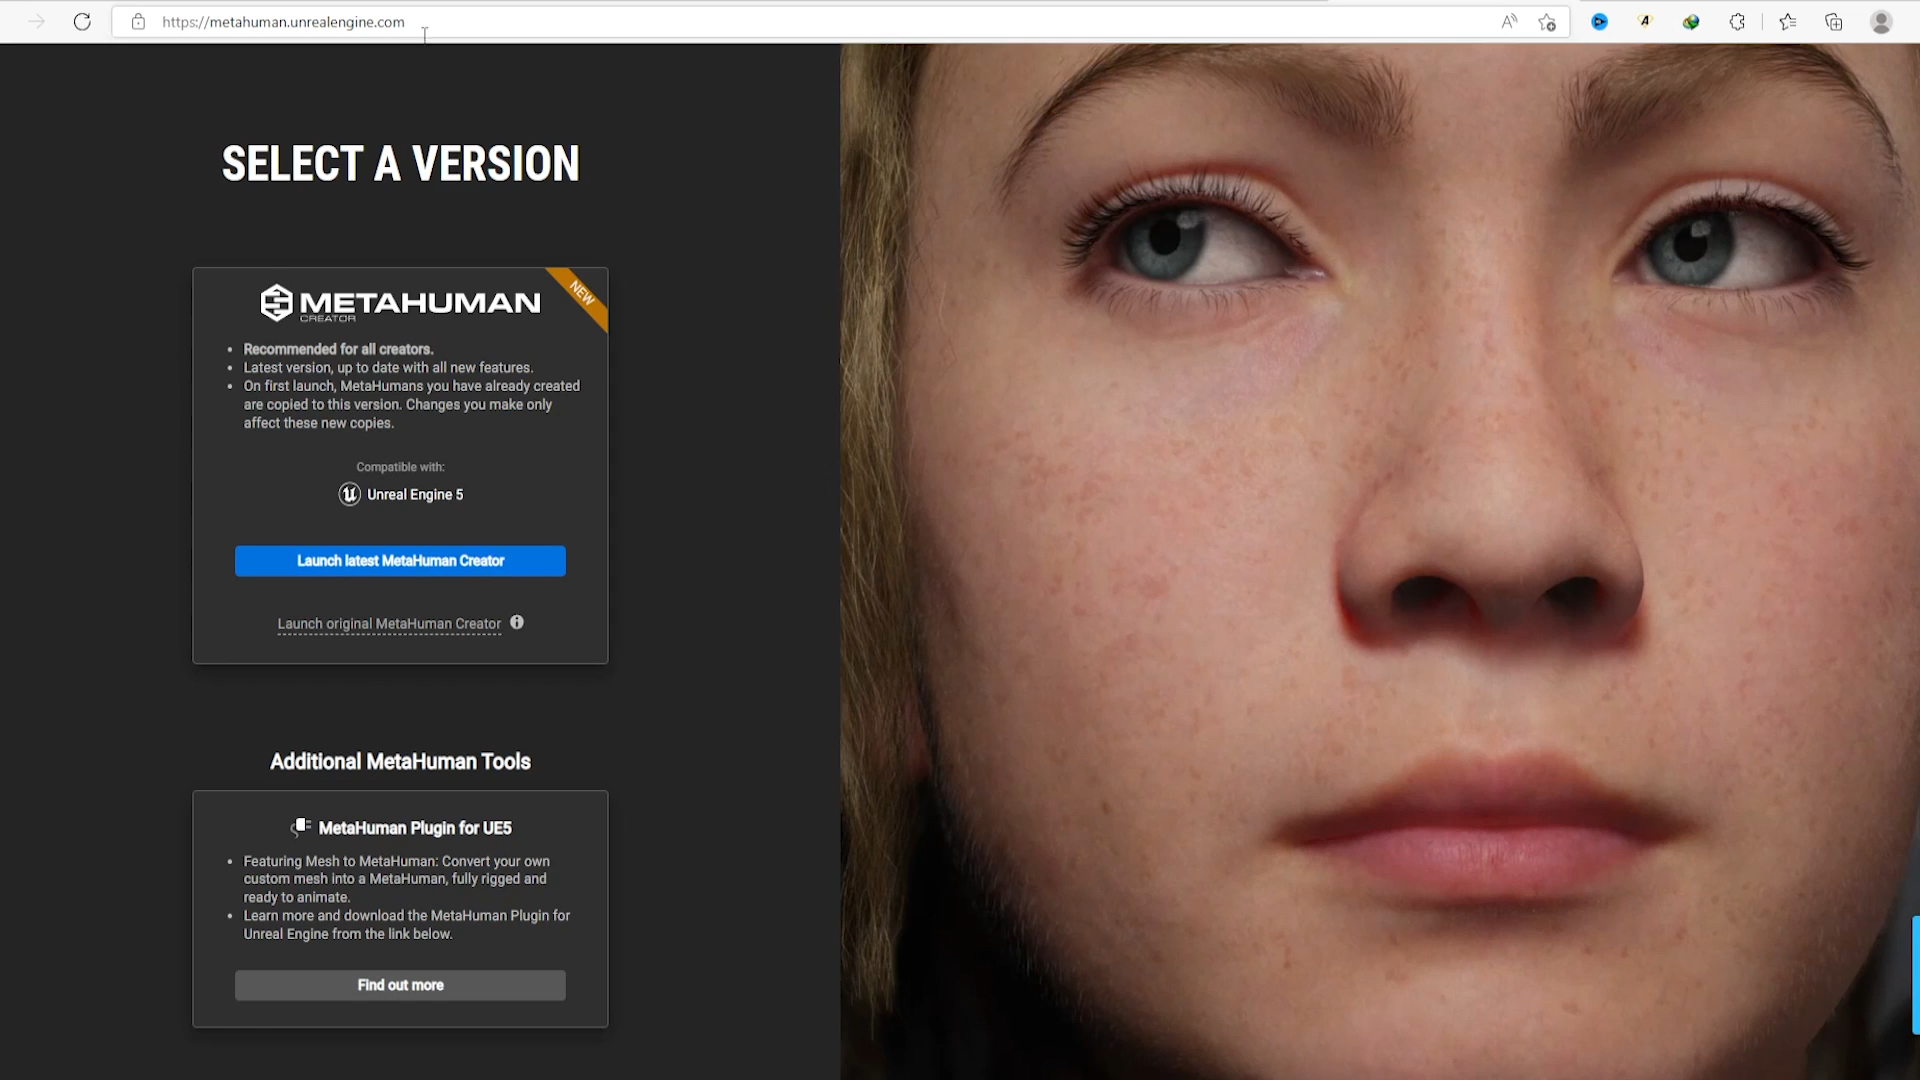 https://metahuman.unrealengine.com
SELECT A VERSION
METAHUMAN
CREATOR
NEW
• Recommended for all creators.
• Latest version, up to date with all new features.
• On first launch, MetaHumans you have already created
are copied to this version. Changes you make only
affect these new copies.
Compatible with:
Unreal Engine 5
Launch latest MetaHuman Creator
Launch original MetaHuman Creator
Additional MetaHuman Tools
MetaHuman Plugin for UE5
• Featuring Mesh to MetaHuman: Convert your own
custom mesh into a MetaHuman, fully rigged and
ready to animate.
• Learn more and download the MetaHuman Plugin for
Unreal Engine from the link below.
Find out more